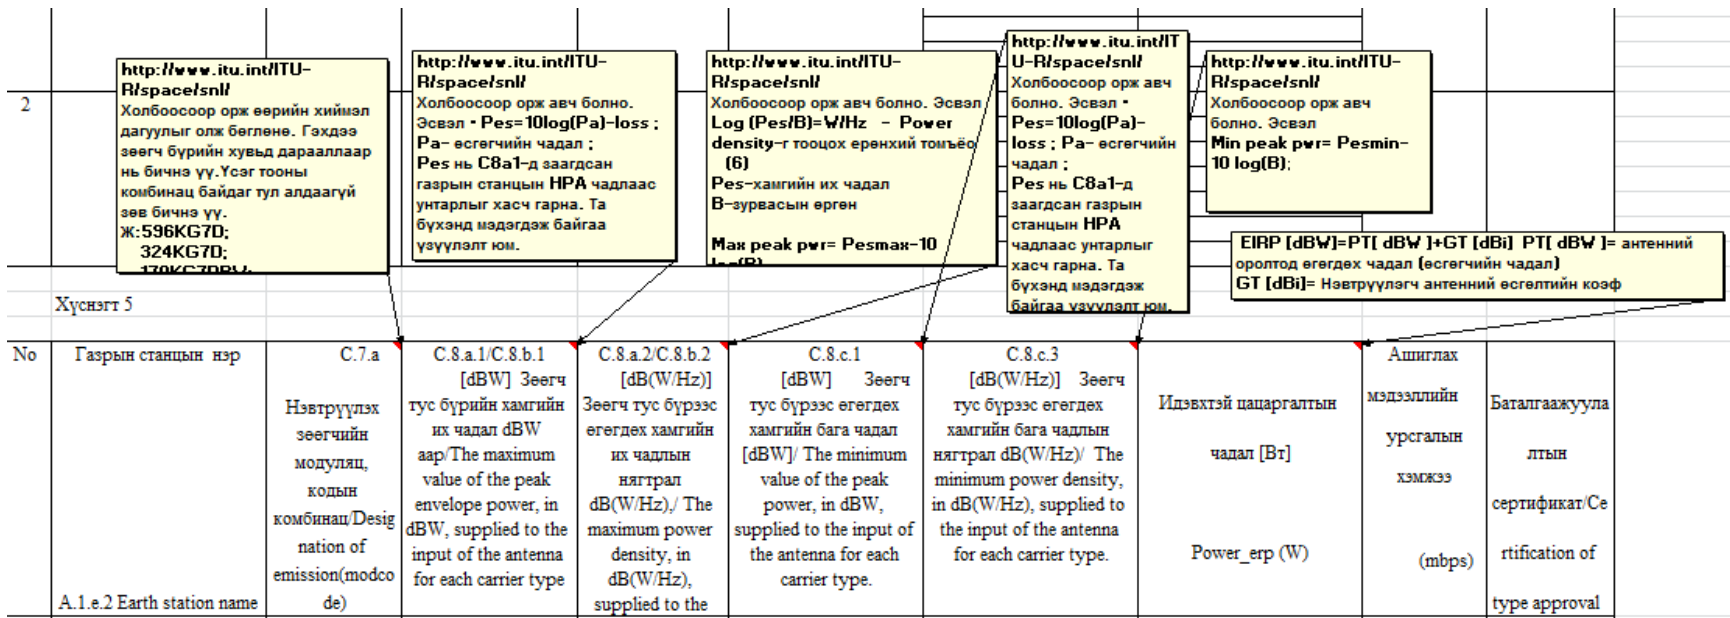 2
http://www.itu.int/ITU-
R/space/snl/
Холбоосоор орж өөрийн хиймэл
дагуулыг олж бөглөнө. Гэхдээ
зөөгч бүрийн хувьд дарааллаар
нь бичнэ үү.Үсэг тооны
комбинац байдаг тул алдаагүй
зөв бичнэ үү.
Ж:596KG7D;
324KG7D;
170KG7DBW;
http://www.itu.int/ITU-
R/space/snl/
Холбоосоор орж авч болно.
Эсвэл - Pes=10log(Pa)-loss ;
Pa- өсгөгчийн чадал ;
Pes нь C8a1-д заагдсан
газрын станцын HPA чадлаас
унтарлыг хасч гарна. Та
бүхэнд мэдэгдэж байгаа
үзүүлэлт юм.
http://www.itu.int/ITU-
R/space/snl/
Холбоосоор орж авч болно. Эсвэл
Log (Pes/B)=W/Hz - Power
density-г тооцох ерөнхий томъёо
(6)
Pes-хамгийн их чадал
B-зурвасын өргөн
Max peak pwr= Pesmax-10
log(B)
http://www.itu.int/IT
U-R/space/snl/
Холбоосоор орж авч
болно. Эсвэл -
Pes=10log(Pa)-
loss ; Pa- өсгөгчийн
чадал ;
Pes нь C8a1-д
заагдсан газрын
станцын HPA
чадлаас унтарлыг
хасч гарна. Та
бүхэнд мэдэгдэж
байгаа үзүүлэлт юм.
http://www.itu.int/ITU-
R/space/snl/
Холбоосоор орж авч
болно. Эсвэл
Min peak pwr= Pesmin-
10 log(B);
EIRP [dBW]=PT[ dBW ]+GT [dBi] PT[ dBW ]= антенний
оролтод өгөгдөх чадал (өсгөгчийн чадал)
GT [dBi]= Нэвтрүүлэгч антенний өсгөлтийн коэф
Хүснэгт 5
No
Газрын станцын нэр
A.1.e.2 Earth station name
C.7.a
Нэвтрүүлэх
зөөгчийн
модуляц,
кодын
комбинац/Desig
nation of
emission(modco
de)
C.8.a.1/C.8.b.1
[dBW] Зөөгч
тус бүрийн хамгийн
их чадал dBW
аар/The maximum
value of the peak
envelope power, in
dBW, supplied to the
input of the antenna
for each carrier type
C.8.a.2/C.8.b.2
[dB(W/Hz)]
Зөөгч тус бүрээс
өгөгдөх хамгийн
их чадлын
нягтрал
dB(W/Hz),/ The
maximum power
density, in
dB(W/Hz),
supplied to the
C.8.c.1
[dBW] Зөөгч
тус бүрээс өгөгдөх
хамгийн бага чадал
[dBW]/ The minimum
value of the peak
power, in dBW,
supplied to the input of
the antenna for each
carrier type.
C.8.c.3
[dB(W/Hz)] Зөөгч
тус бүрээс өгөгдөх
хамгийн бага чадлын
нягтрал dB(W/Hz)/ The
minimum power density,
in dB(W/Hz), supplied to
the input of the antenna
for each carrier type.
Идэвхтэй цацаргалтын
чадал [Вт]
Power_erp (W)
Ашиглах
мэдээллийн
урсгалын
хэмжээ
(mbps)
Баталгаажуула
лтын
сертификат/Ce
rtification of
type approval